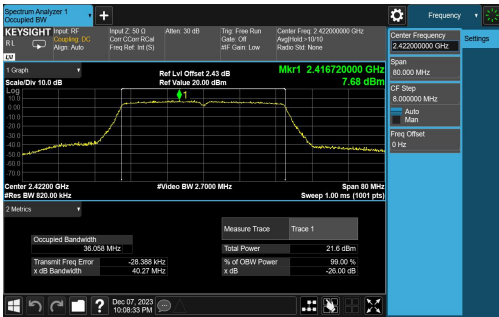 Spectrum Analyzer 1
Occupied BW
+
Frequency
KEYSIGHT
RL
LV
Input: RF
Coupling: DC
Align: Auto
Input Z: 50 Ω
Corr CCorr RCal
Freq Ref: Int (S)
Atten: 30 dB
Trig: Free Run
Gate: Off
#IF Gain: Low
Center Freq: 2.422000000 GHz
Avg|Hold:>10/10
Radio Std: None
Center Frequency
2.422000000 GHz
Settings
Span
80.000 MHz
CF Step
8.000000 MHz
Auto
Man
Freq Offset
0 Hz
1 Graph
Scale/Div 10.0 dB
Ref Lvl Offset 2.43 dB
Ref Value 20.00 dBm
Mkr1 2.416720000 GHz
7.68 dBm
Log
10.0
0.00
-10.0
-20.0
-30.0
-40.0
-50.0
-60.0
-70.0
1
Center 2.42200 GHz
#Res BW 820.00 kHz
#Video BW 2.7000 MHz
Span 80 MHz
Sweep 1.00 ms (1001 pts)
2 Metrics
Measure Trace Trace 1
Occupied Bandwidth
36.058 MHz
Total Power 21.6 dBm
Transmit Freq Error -28.388 kHz
% of OBW Power 99.00 %
x dB Bandwidth 40.27 MHz
x dB -26.00 dB
?
Dec 07, 2023
10:08:33 PM